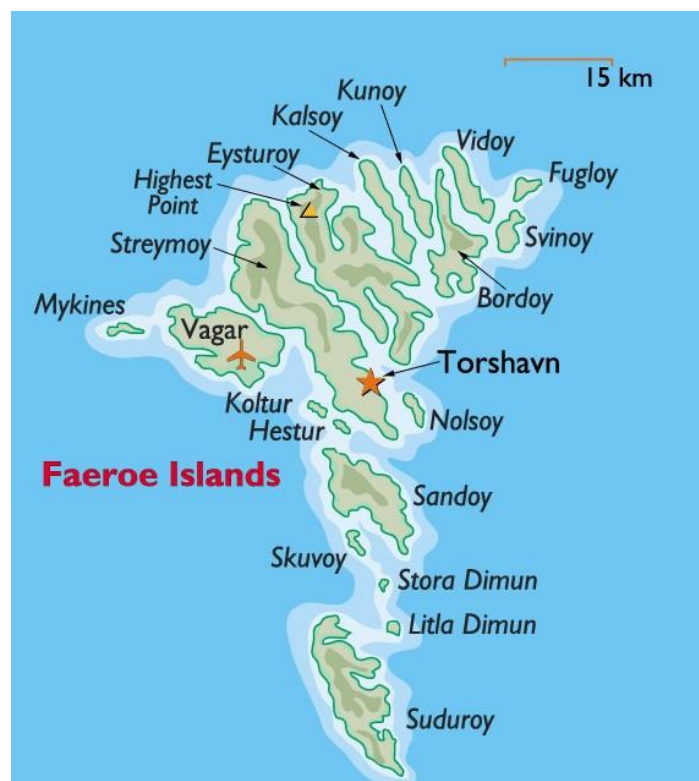 15 km
Kunoy
Kalsoy
Vidoy
Eysturoy
Fugloy
Highest
Point
Svinoy
Streymoy
Bordoy
Mykines
Vagar
Torshavn
Koltur
Hestur
Nolsoy
Faeroe Islands
Sandoy
Skuvoy
Stora Dimun
Litla Dimun
Suduroy